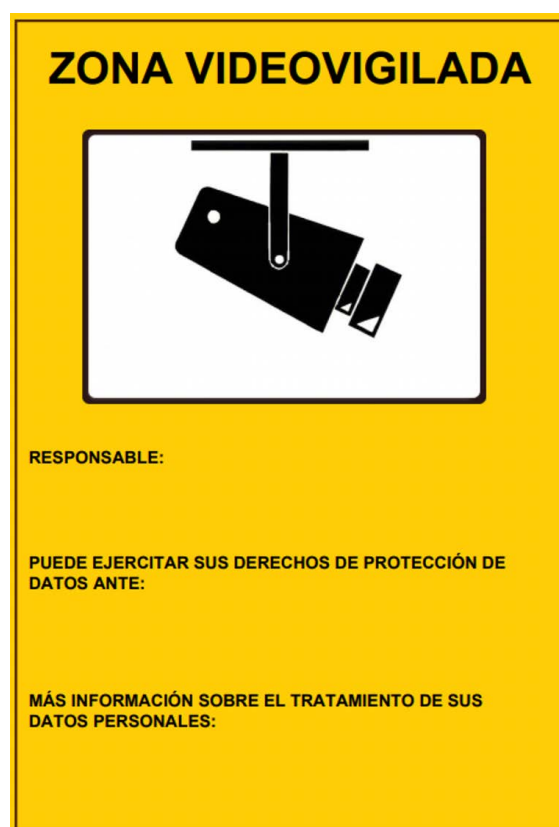 ZONA VIDEOVIGILADA
RESPONSABLE:
PUEDE EJERCITAR SUS DERECHOS DE PROTECCIÓN DE
DATOS ANTE:
MÁS INFORMACIÓN SOBRE EL TRATAMIENTO DE SUS
DATOS PERSONALES: